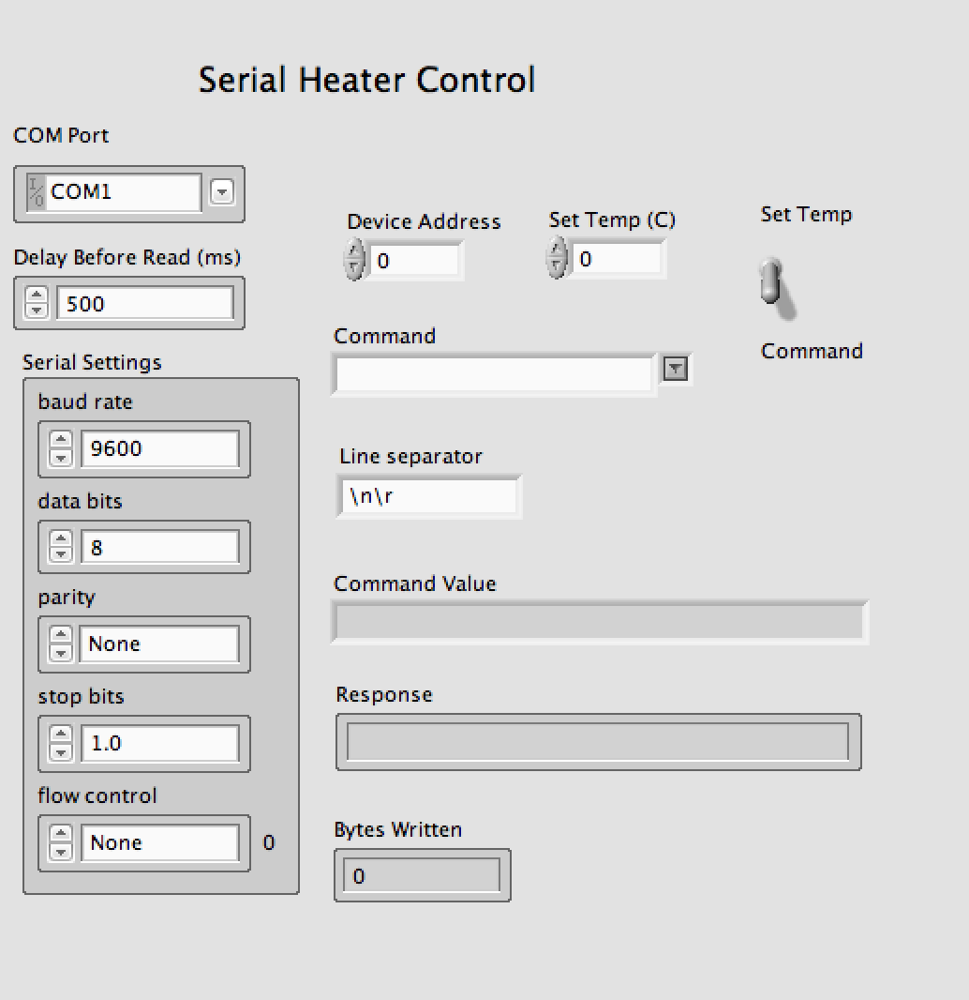 Serial Heater Control
COM Port
I/O COM1
Delay Before Read (ms)
500
Serial Settings
baud rate
9600
data bits
8
parity
None
stop bits
1.0
flow control
None 0
Device Address
0
Set Temp (C)
0
Set Temp
Command
Command
Line separator
\n\r
Command Value
Response
Bytes Written
0